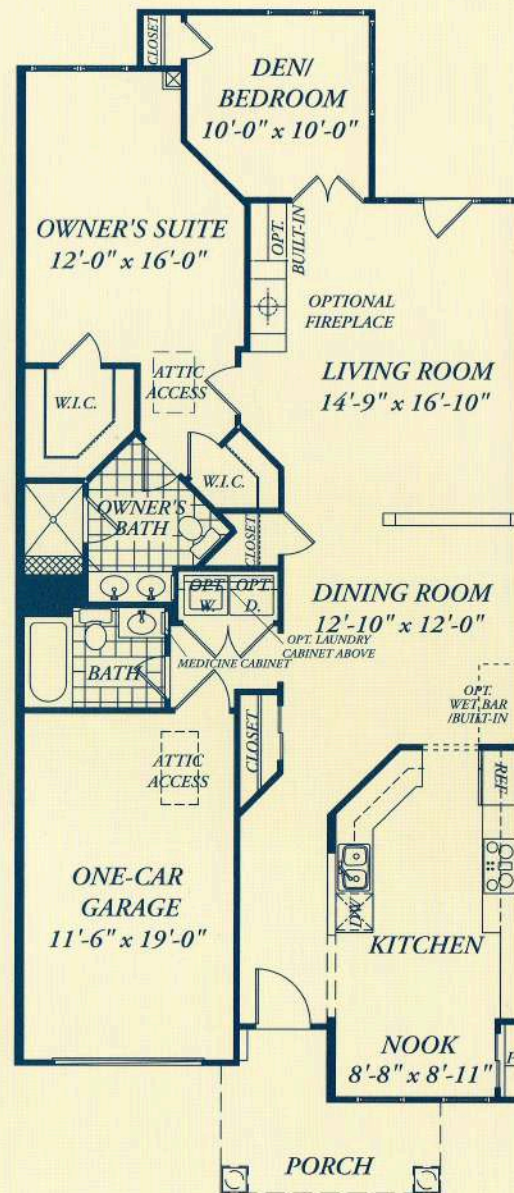 CLOSET
DEN/
BEDROOM
10'-0" x 10'-0"
OWNER'S SUITE
12'-0" x 16'-0"
OPT.
BUILT-IN
OPTIONAL
FIREPLACE
ATTIC
ACCESS
LIVING ROOM
14'-9" x 16'-10"
W.I.C.
W.I.C.
OWNER'S
BATH
CLOSET
OPT.
W.
OPT.
D.
DINING ROOM
12'-10" x 12'-0"
OPT. LAUNDRY
CABINET ABOVE
MEDICINE CABINET
BATH
OPT.
WET BAR
/BUILT-IN
CLOSET
ATTIC
ACCESS
REF.
ONE-CAR
GARAGE
11'-6" x 19'-0"
DW
KITCHEN
NOOK
8'-8" x 8'-11"
PORCH